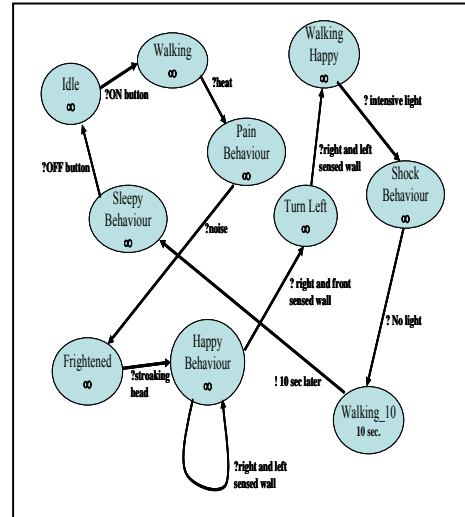 Walking
∞
Walking
Happy
∞
Idle
∞
?ON button
?heat
? intensive light
Pain
Behaviour
∞
?right and left
sensed wall
Shock
Behaviour
∞
?OFF button
Sleepy
Behaviour
∞
Turn Left
∞
?noise
? right and front
sensed wall
? No light
Frightened
∞
?stroaking
head
Happy
Behaviour
∞
! 10 sec later
Walking_10
10 sec.
?right and left
sensed wall